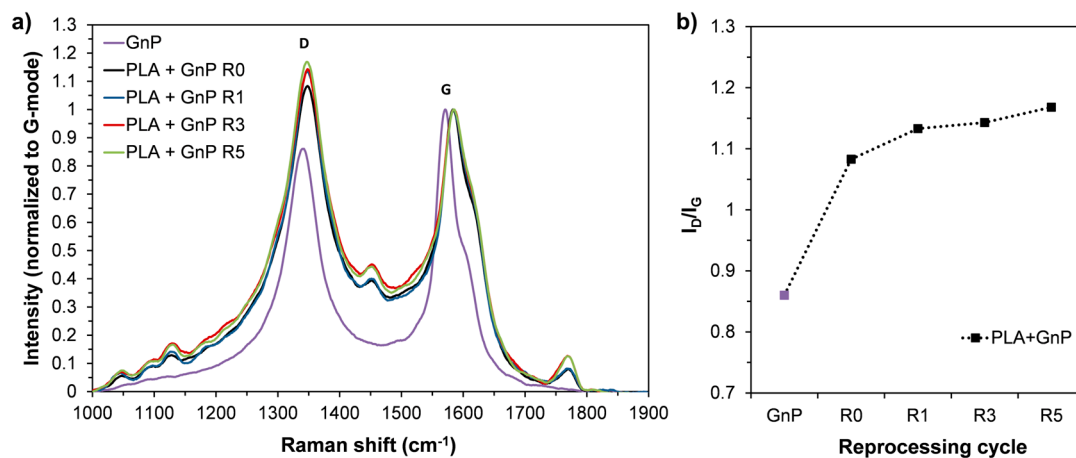 a)
Intensity (normalized to G-mode)
1.3
1.2
1.1
1
0.9
0.8
0.7
0.6
0.5
0.4
0.3
0.2
0.1
0
GnP
PLA + GnP R0
PLA + GnP R1
PLA + GnP R3
PLA + GnP R5
D
G
1000 1100 1200 1300 1400 1500 1600 1700 1800 1900
Raman shift (cm⁻¹)
b)
I_D/I_G
1.3
1.2
1.1
1
0.9
0.8
0.7
PLA+GnP
GnP R0 R1 R3 R5
Reprocessing cycle